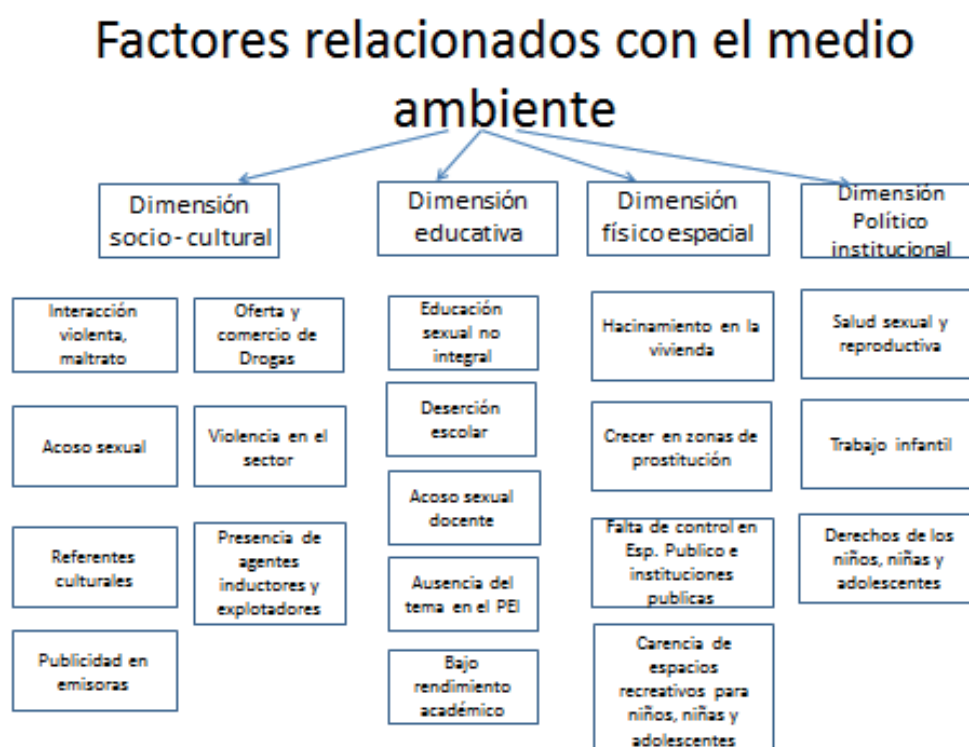 Factores relacionados con el medio
ambiente
Dimensión
socio - cultural
Interacción
violenta,
maltrato
Oferta y
comercio de
Drogas
Acoso sexual
Violencia en el
sector
Referentes
culturales
Presencia de
agentes
inductores y
explotadores
Publicidad en
emisoras
Dimensión
educativa
Educación
sexual no
integral
Deserción
escolar
Acoso sexual
docente
Ausencia del
tema en el PEI
Bajo
rendimiento
académico
Dimensión
físico espacial
Hacinamiento en la
vivienda
Crecer en zonas de
prostitución
Falta de control en
Esp. Publico e
instituciones
publicas
Carencia de
espacios
recreativos para
niños, niñas y
adolescentes
Dimensión
Político
institucional
Salud sexual y
reproductiva
Trabajo infantil
Derechos de los
niños, niñas y
adolescentes